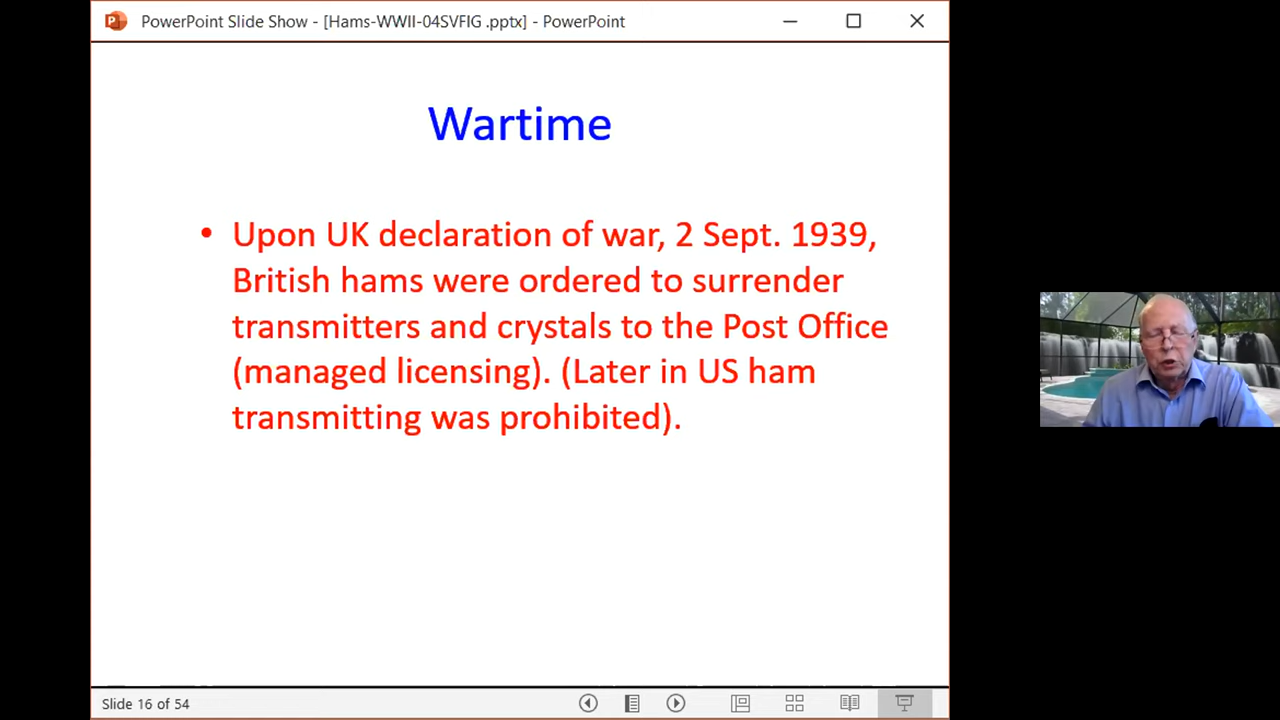 PowerPoint Slide Show - [Hams-WWII-04SVFIG .pptx] - PowerPoint
Wartime
• Upon UK declaration of war, 2 Sept. 1939,
British hams were ordered to surrender
transmitters and crystals to the Post Office
(managed licensing). (Later in US ham
transmitting was prohibited).
Slide 16 of 54